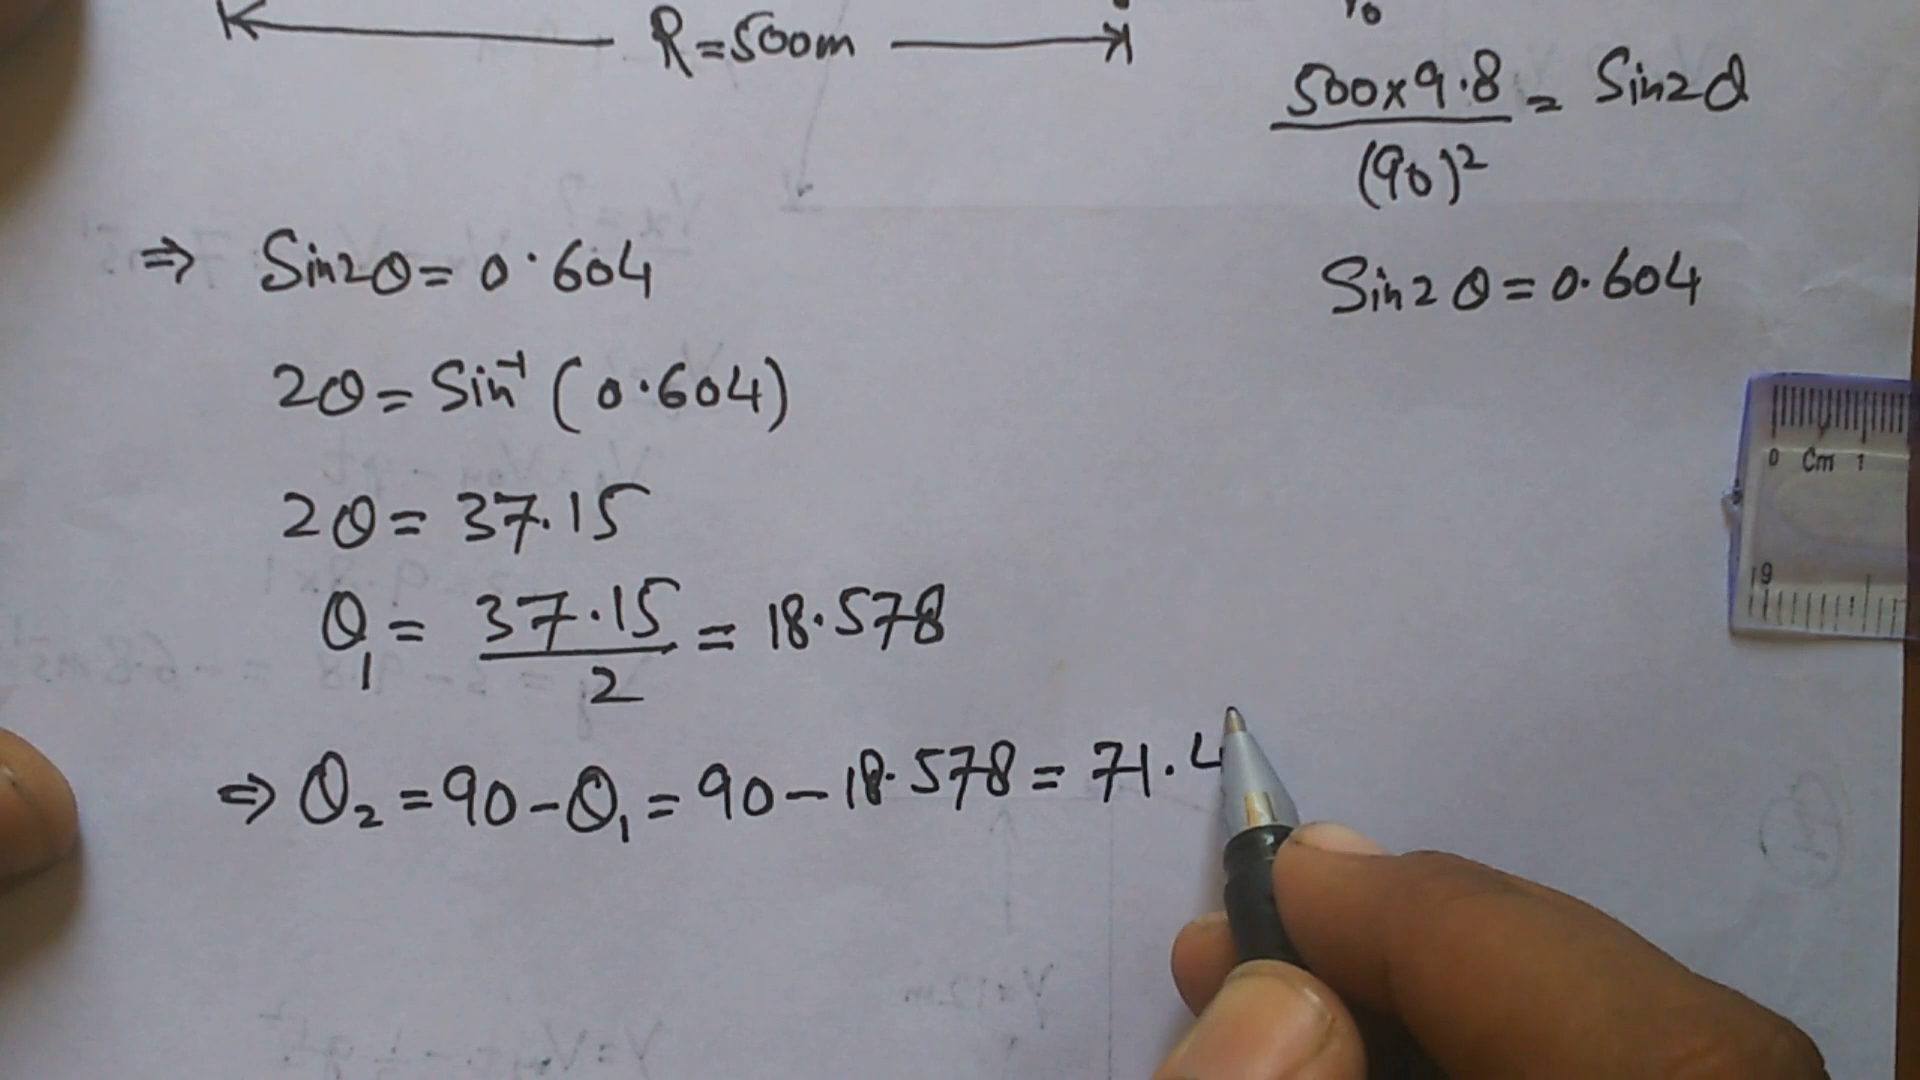 R=500m
500×9.8 = Sin2θ
(90)²
⇒ Sin2θ = 0.604
Sin2θ = 0.604
2θ = Sin⁻¹ (0.604)
0 Cm 1
2θ = 37.15
θ₁ = 37.15 = 18.578
2
19
⇒ θ₂ = 90 - θ₁ = 90 - 18.578 = 71.4